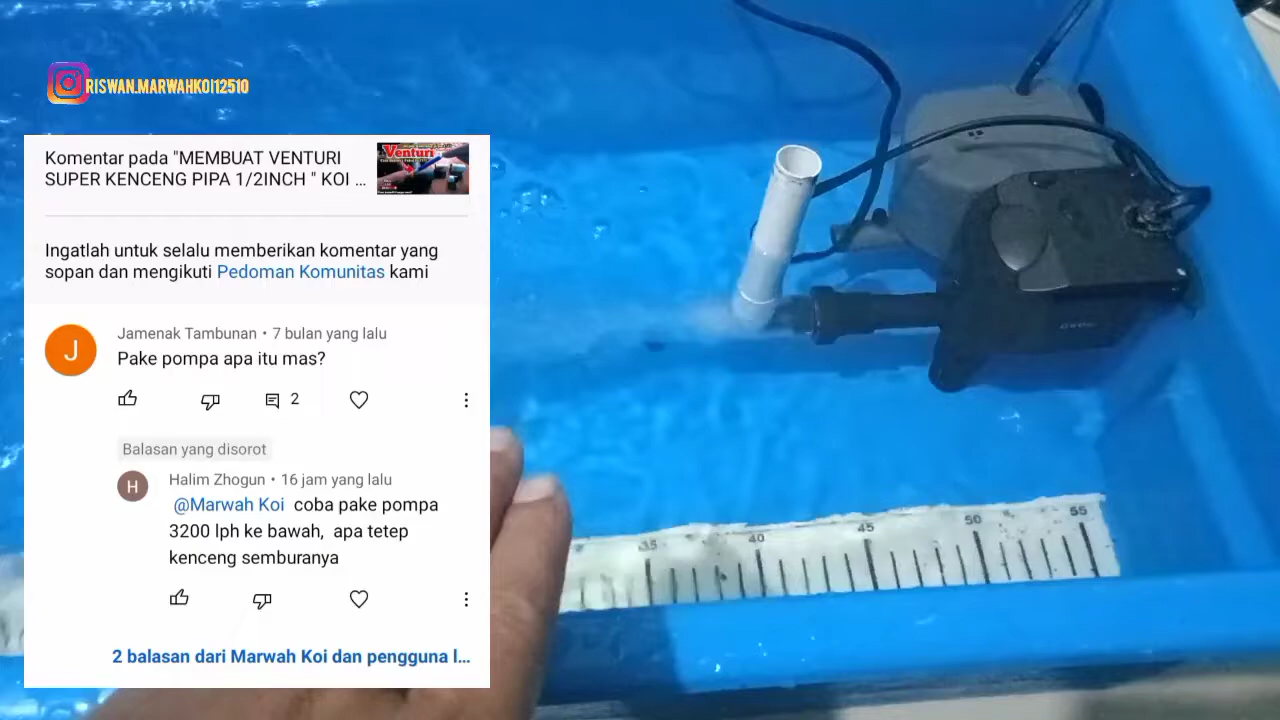 RISWAN.MARWAHKOI12510
Komentar pada "MEMBUAT VENTURI
SUPER KENCENG PIPA 1/2INCH " KOI ...
Venturi
Ingatlah untuk selalu memberikan komentar yang
sopan dan mengikuti Pedoman Komunitas kami
J
Jamenak Tambunan • 7 bulan yang lalu
Pake pompa apa itu mas?
2
Balasan yang disorot
H
Halim Zhogun • 16 jam yang lalu
@Marwah Koi coba pake pompa
3200 lph ke bawah, apa tetep
kenceng semburanya
2 balasan dari Marwah Koi dan pengguna l...
35 40 45 50 55